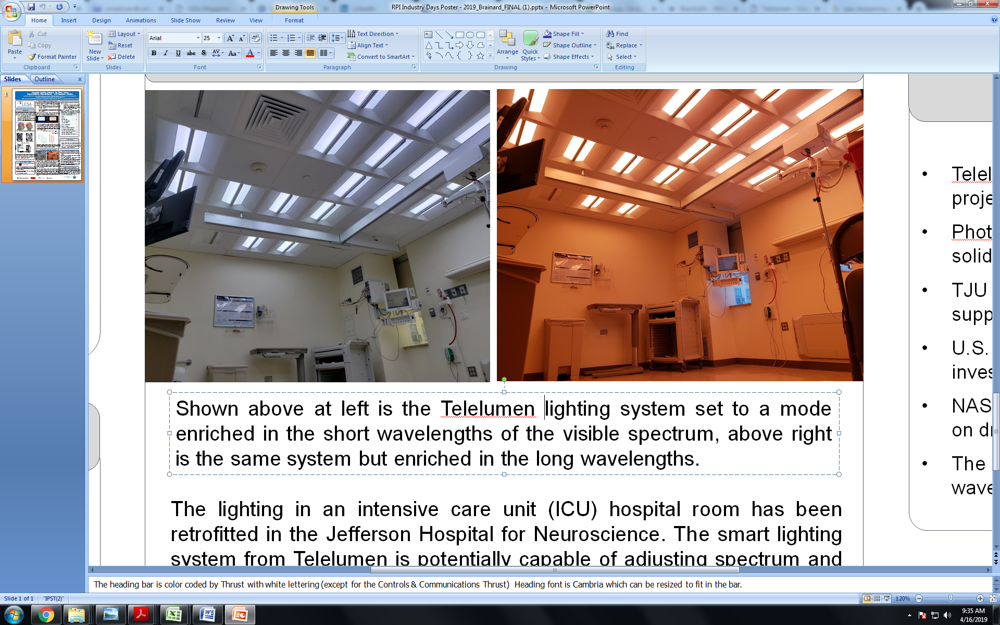 Drawing Tools
RPI Industry Days Poster - 2019_Brainard_FINAL (1).pptx - Microsoft PowerPoint
Home Insert Design Animations Slide Show Review View Format
Paste
Cut
Copy
Format Painter
Clipboard
New Slide
Layout
Reset
Delete
Slides
Arial 25
B I U abc S AV Aa A
Font
Text Direction
Align Text
Convert to SmartArt
Paragraph
Arrange
Quick Styles
Shape Fill
Shape Outline
Shape Effects
Drawing
Find
Replace
Select
Editing
Slides Outline x
1
LESA
Shown above at left is the Telelumen lighting system set to a mode
enriched in the short wavelengths of the visible spectrum, above right
is the same system but enriched in the long wavelengths.
The lighting in an intensive care unit (ICU) hospital room has been
retrofitted in the Jefferson Hospital for Neuroscience. The smart lighting
system from Telelumen is potentially capable of adjusting spectrum and
• Telel
proje
• Phot
solid
• TJU
supp
• U.S.
inves
• NAS
on dr
• The
wave
The heading bar is color coded by Thrust with white lettering (except for the Controls & Communications Thrust) Heading font is Cambria which can be resized to fit in the bar.
Slide 1 of 1 "IPST(2)" 120%
9:35 AM
4/16/2019